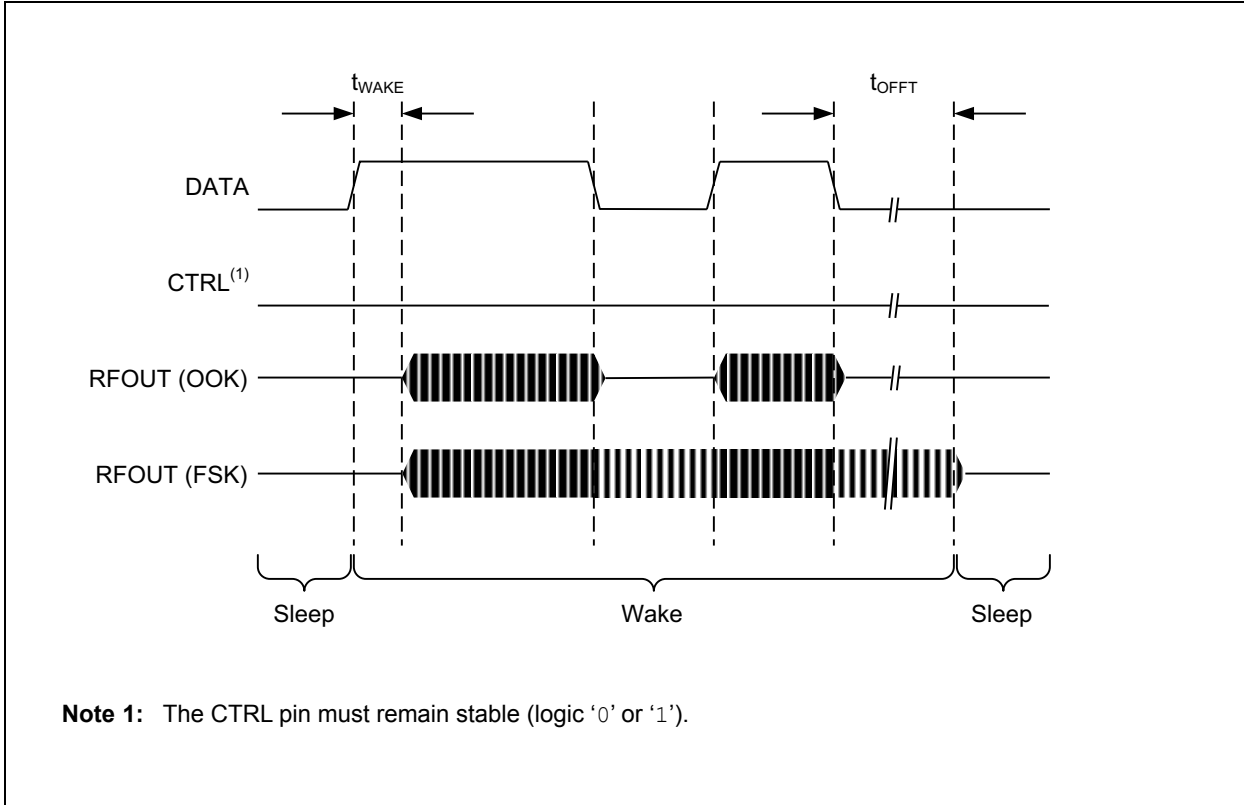 tWAKE
tOFFT
DATA
CTRL(1)
RFOUT (OOK)
RFOUT (FSK)
Sleep
Wake
Sleep
Note 1: The CTRL pin must remain stable (logic ‘0’ or ‘1’).